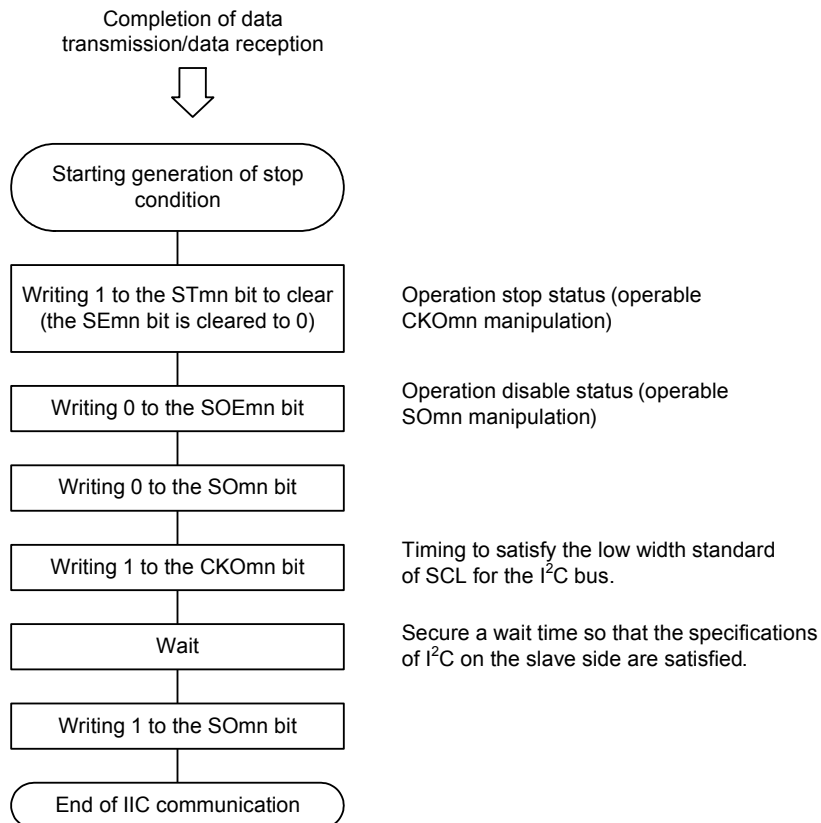 Completion of data
transmission/data reception
Starting generation of stop
condition
Writing 1 to the STmn bit to clear
(the SEmn bit is cleared to 0)
Operation stop status (operable
CKOmn manipulation)
Writing 0 to the SOEmn bit
Operation disable status (operable
SOmn manipulation)
Writing 0 to the SOmn bit
Writing 1 to the CKOmn bit
Timing to satisfy the low width standard
of SCL for the I²C bus.
Wait
Secure a wait time so that the specifications
of I²C on the slave side are satisfied.
Writing 1 to the SOmn bit
End of IIC communication